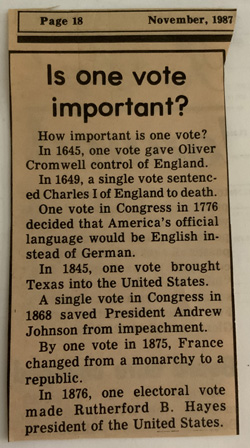 Page 18 November, 1987
Is one vote
important?
How important is one vote?
In 1645, one vote gave Oliver
Cromwell control of England.
In 1649, a single vote sentenc-
ed Charles I of England to death.
One vote in Congress in 1776
decided that America's official
language would be English in-
stead of German.
In 1845, one vote brought
Texas into the United States.
A single vote in Congress in
1868 saved President Andrew
Johnson from impeachment.
By one vote in 1875, France
changed from a monarchy to a
republic.
In 1876, one electoral vote
made Rutherford B. Hayes
president of the United States.